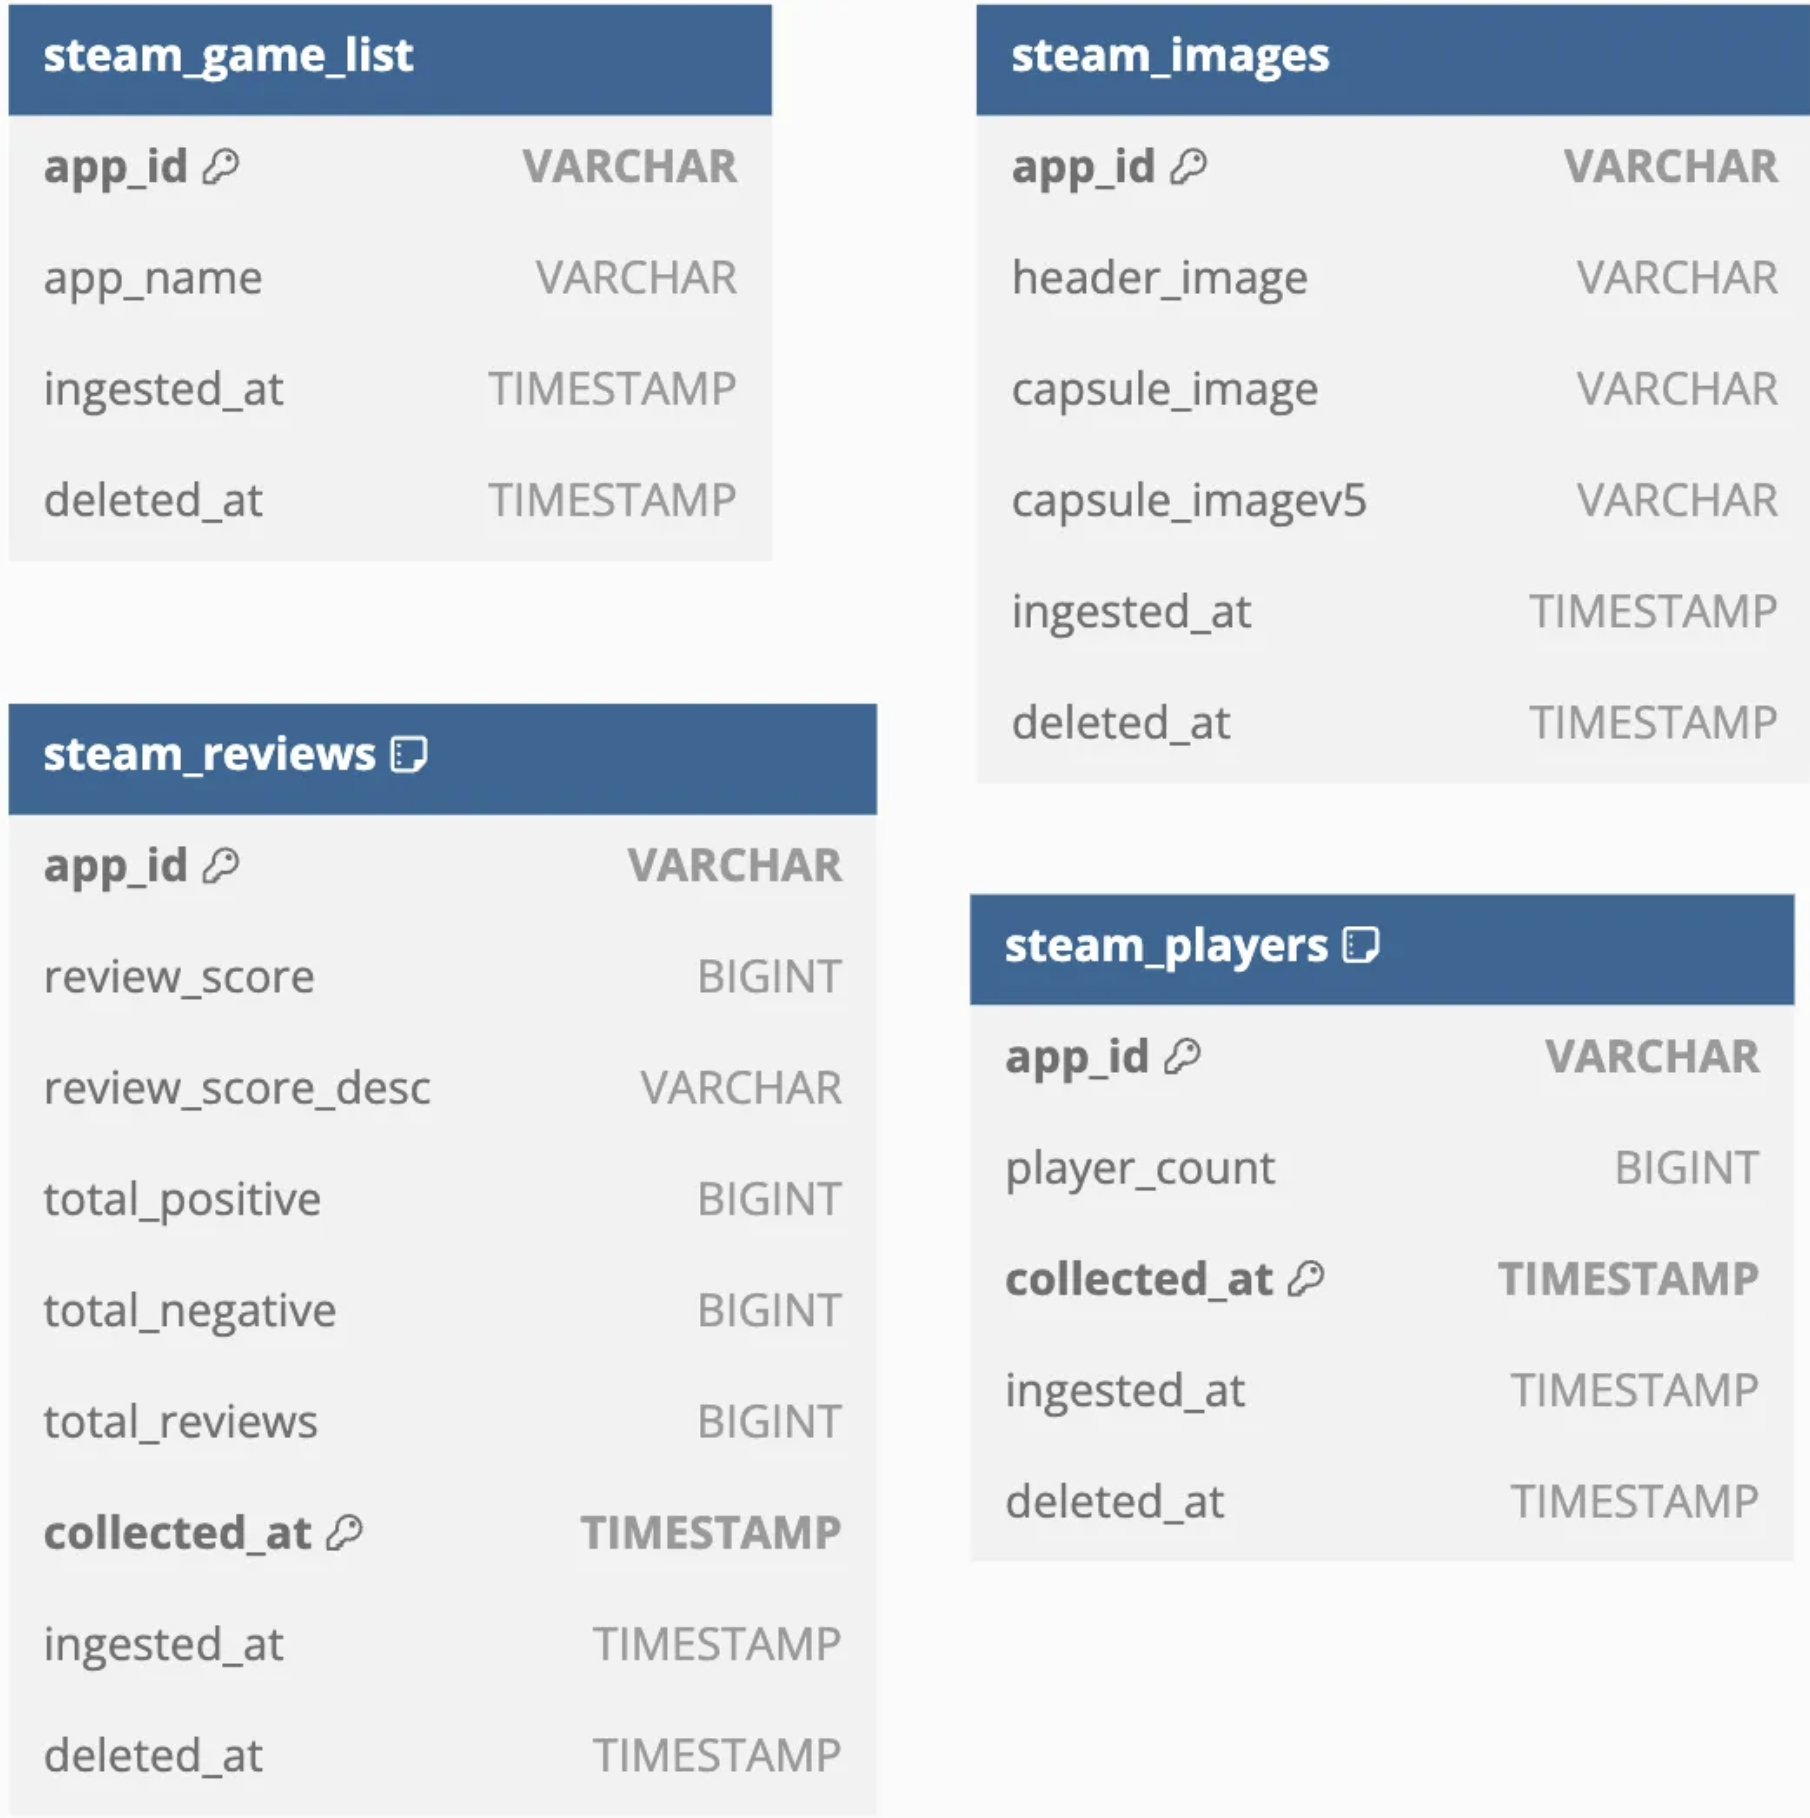 steam_game_list
app_id VARCHAR
app_name VARCHAR
ingested_at TIMESTAMP
deleted_at TIMESTAMP
steam_images
app_id VARCHAR
header_image VARCHAR
capsule_image VARCHAR
capsule_imagev5 VARCHAR
ingested_at TIMESTAMP
deleted_at TIMESTAMP
steam_reviews
app_id VARCHAR
review_score BIGINT
review_score_desc VARCHAR
total_positive BIGINT
total_negative BIGINT
total_reviews BIGINT
collected_at TIMESTAMP
ingested_at TIMESTAMP
deleted_at TIMESTAMP
steam_players
app_id VARCHAR
player_count BIGINT
collected_at TIMESTAMP
ingested_at TIMESTAMP
deleted_at TIMESTAMP